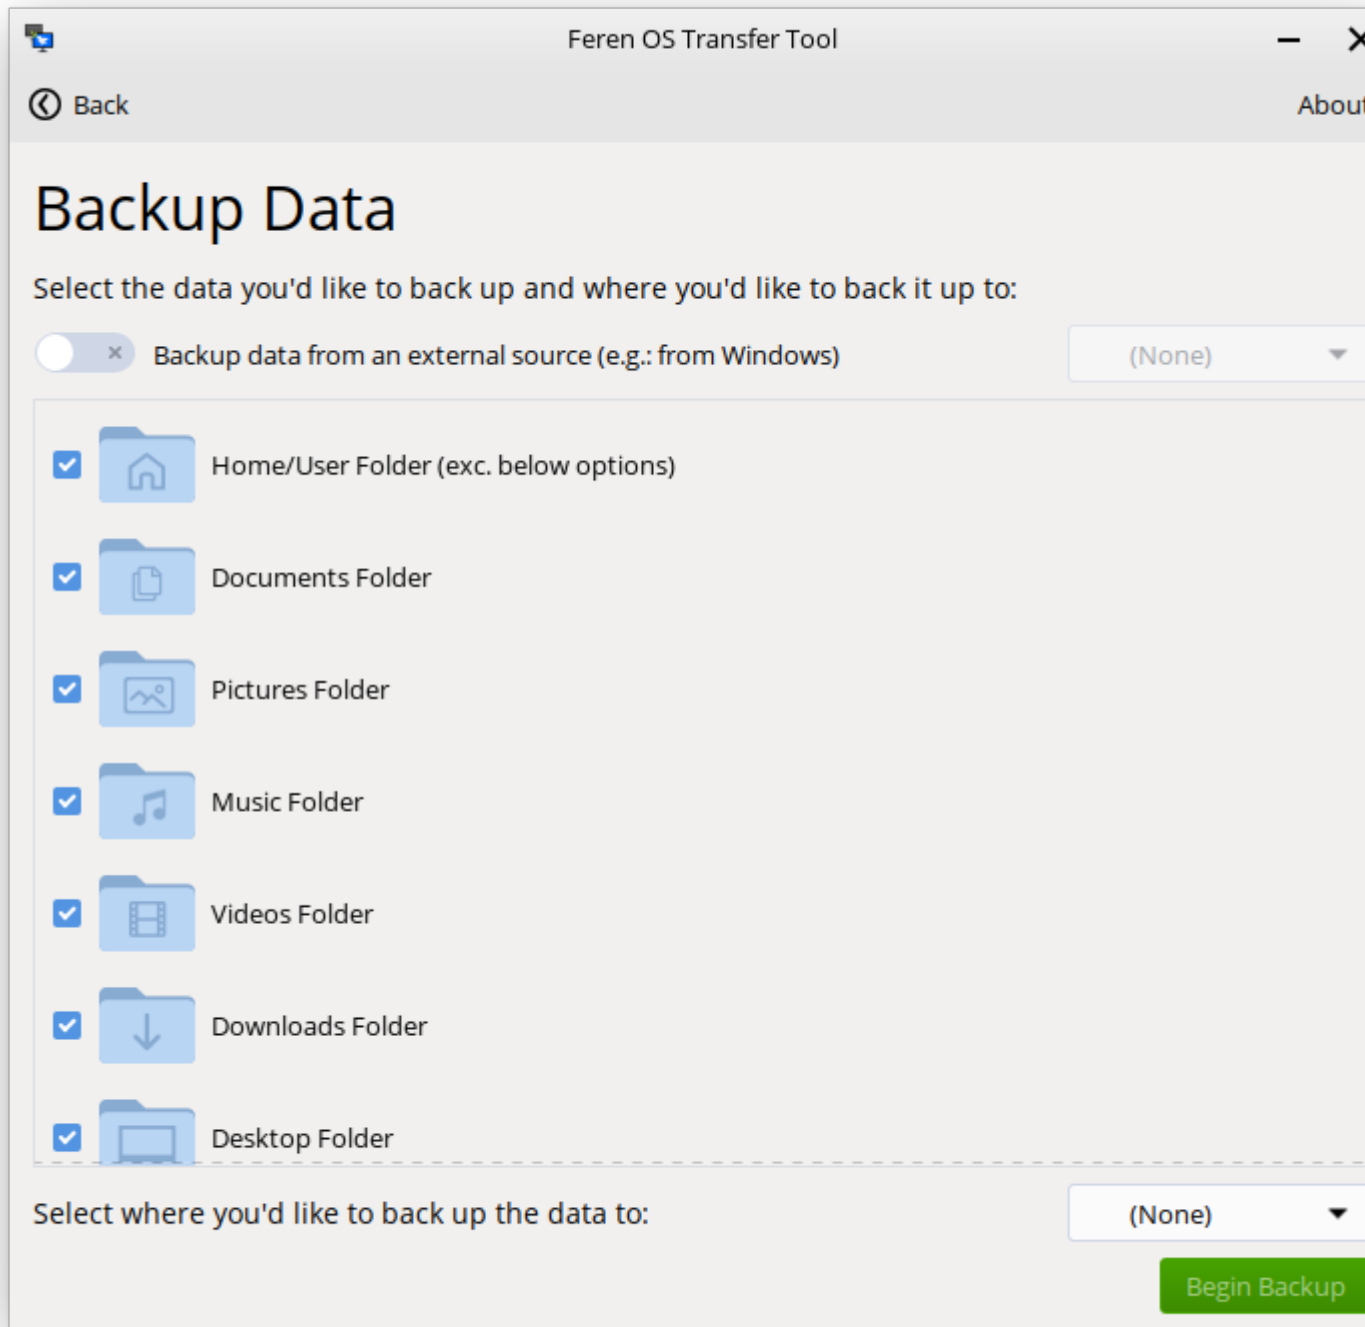 Feren OS Transfer Tool
Back
About
Backup Data
Select the data you'd like to back up and where you'd like to back it up to:
Backup data from an external source (e.g.: from Windows)
(None)
Home/User Folder (exc. below options)
Documents Folder
Pictures Folder
Music Folder
Videos Folder
Downloads Folder
Desktop Folder
Select where you'd like to back up the data to:
(None)
Begin Backup